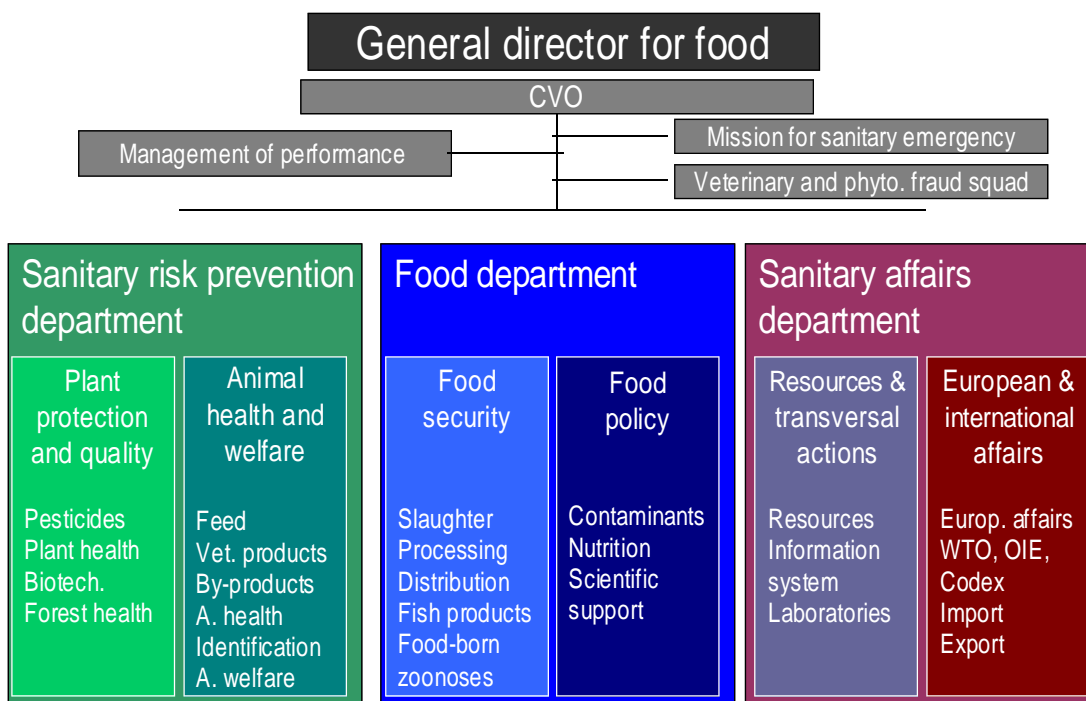 General director for food
CVO
Management of performance
Mission for sanitary emergency
Veterinary and phyto. fraud squad
Sanitary risk prevention
department
Plant
protection
and quality
Pesticides
Plant health
Biotech.
Forest health
Animal
health and
welfare
Feed
Vet. products
By-products
A. health
Identification
A. welfare
Food department
Food
security
Slaughter
Processing
Distribution
Fish products
Food-born
zoonoses
Food
policy
Contaminants
Nutrition
Scientific
support
Sanitary affairs
department
Resources &
transversal
actions
Resources
Information
system
Laboratories
European &
international
affairs
Europ. affairs
WTO, OIE,
Codex
Import
Export